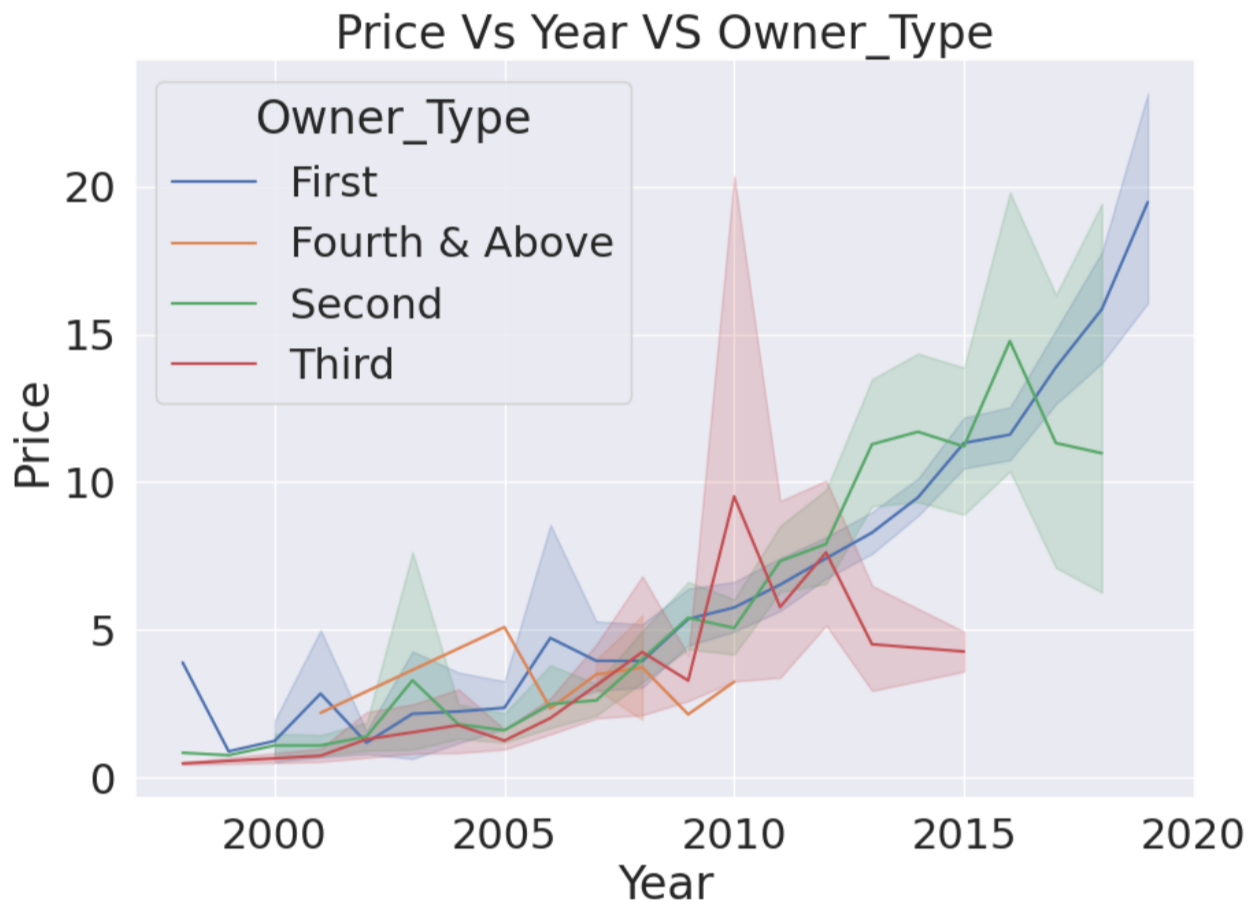 Price Vs Year VS Owner_Type
Owner_Type
First
Fourth & Above
Second
Third
Price
20
15
10
5
0
2000 2005 2010 2015 2020
Year